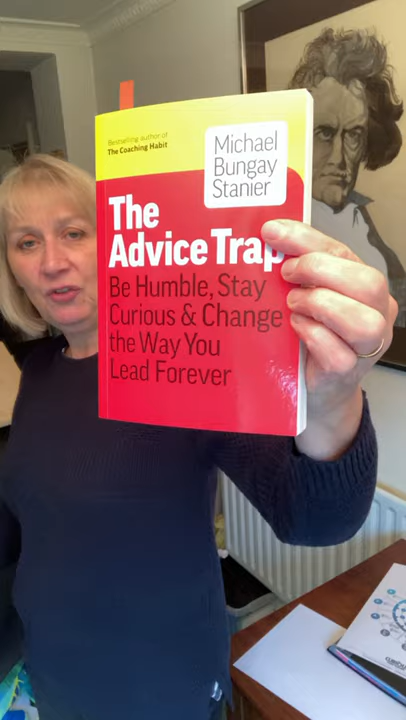 Bestselling author of
The Coaching Habit
Michael
Bungay
Stanier
The
Advice Trap
Be Humble, Stay
Curious & Change
the Way You
Lead Forever